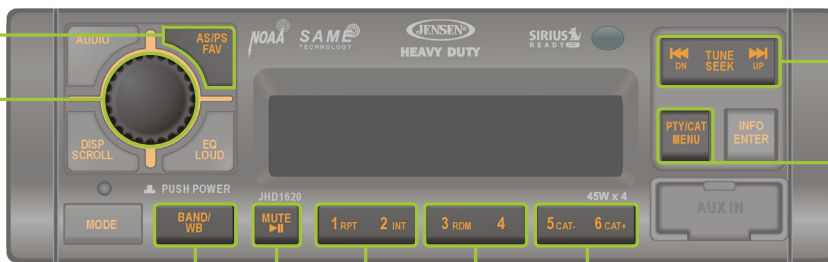 AUDIO
AS/PS
FAV
DISP
SCROLL
EQ
LOUD
PUSH POWER
MODE
BAND/
WB
NOAA
SAME
TECHNOLOGY
JENSEN®
HEAVY DUTY
SIRIUS
READY
JHD1620
45W x 4
MUTE
1 RPT 2 INT
3 RDM 4
5 CAT- 6 CAT+
DN TUNE UP
SEEK
PTY/CAT
MENU
INFO
ENTER
AUX IN